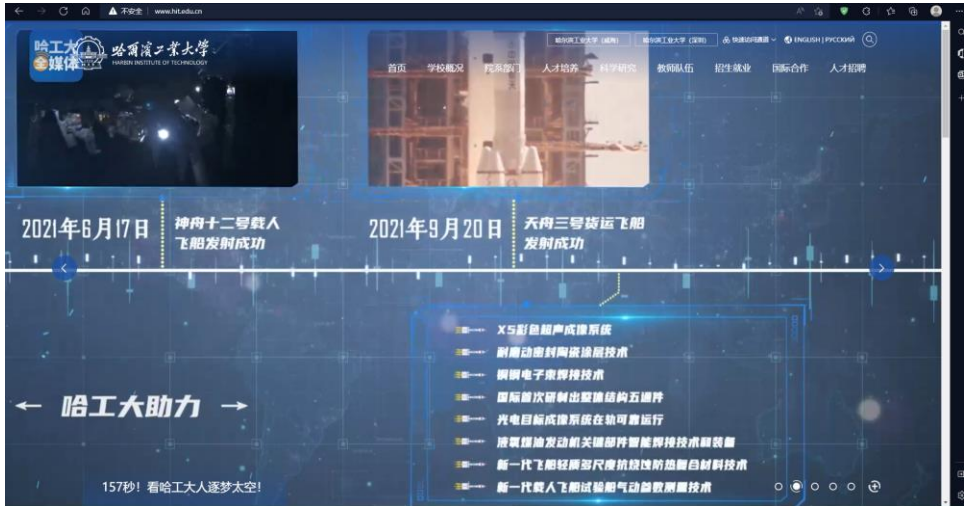 不安全 www.hit.edu.cn
哈工大
全媒体
哈尔滨工业大学
HARBIN INSTITUTE OF TECHNOLOGY
哈尔滨工业大学（威海） 哈尔滨工业大学（深圳） 快速访问通道 ENGLISH | РУССКИЙ
首页 学校概况 院系部门 人才培养 科学研究 教师队伍 招生就业 国际合作 人才招聘
2021年6月17日
神舟十二号载人
飞船发射成功
2021年9月20日
天舟三号货运飞船
发射成功
X5彩色超声成像系统
耐磨动密封陶瓷涂层技术
铜钢电子束焊接技术
国际首次研制出整体结构五通件
光电目标成像系统在轨可靠运行
液氧煤油发动机关键部件智能焊接技术和装备
新一代飞船轻质多尺度抗烧蚀防热复合材料技术
新一代载人飞船试验船气动参数测量技术
← 哈工大助力 →
157秒！看哈工大人逐梦太空！